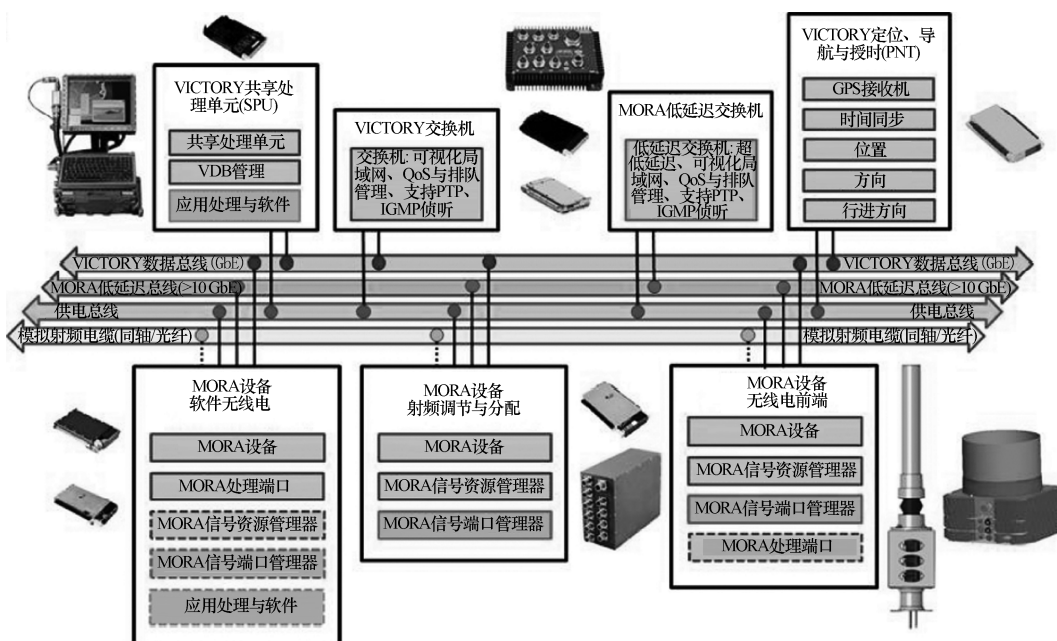 VICTORY共享处
理单元(SPU)
共享处理单元
VDB管理
应用处理与软件
VICTORY交换机
交换机: 可视化局
域网、QoS与排队
管理、支持PTP、
IGMP侦听
MORA低延迟交换机
低延迟交换机: 超
低延迟、可视化局
域网、QoS与排队
管理、支持PTP、
IGMP侦听
VICTORY定位、导
航与授时(PNT)
GPS接收机
时间同步
位置
方向
行进方向
VICTORY数据总线(GbE)
VICTORY数据总线(GbE)
MORA低延迟总线(>10 GbE)
MORA低延迟总线(>10 GbE)
供电总线
供电总线
模拟射频电缆(同轴/光纤)
模拟射频电缆(同轴/光纤)
MORA设备
软件无线电
MORA设备
MORA处理端口
MORA信号资源管理器
MORA信号端口管理器
应用处理与软件
MORA设备
射频调节与分配
MORA设备
MORA信号资源管理器
MORA信号端口管理器
MORA设备
无线电前端
MORA设备
MORA信号资源管理器
MORA信号端口管理器
MORA处理端口